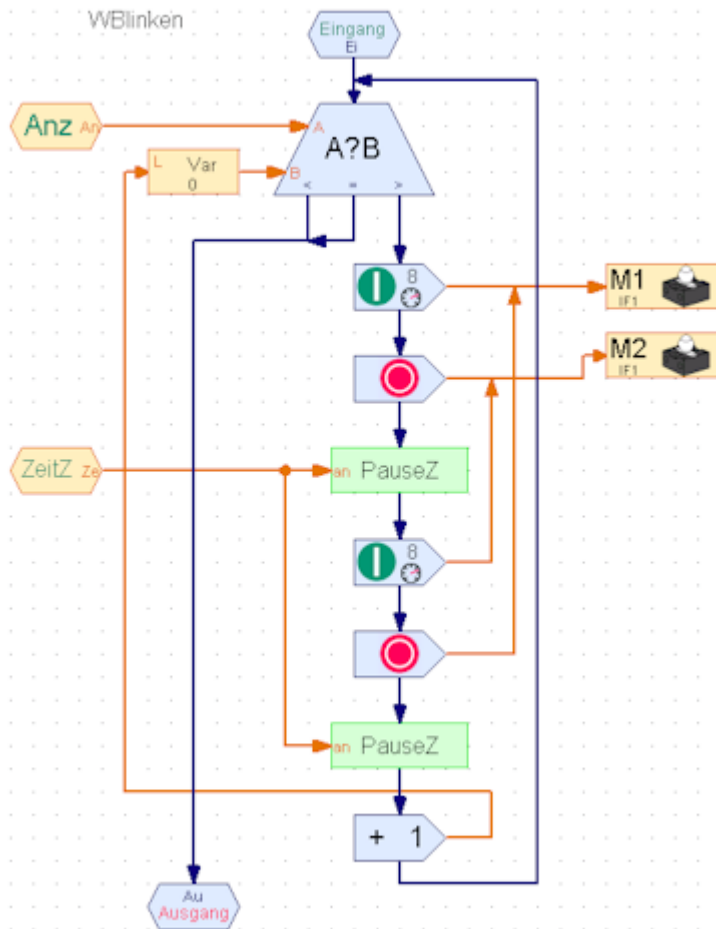 WBlinken
Eingang
Ei
Anz An
A
A?B
L Var
0
B
< = >
8
M1
IF1
M2
IF1
ZeitZ Ze
an PauseZ
8
an PauseZ
+ 1
Au
Ausgang